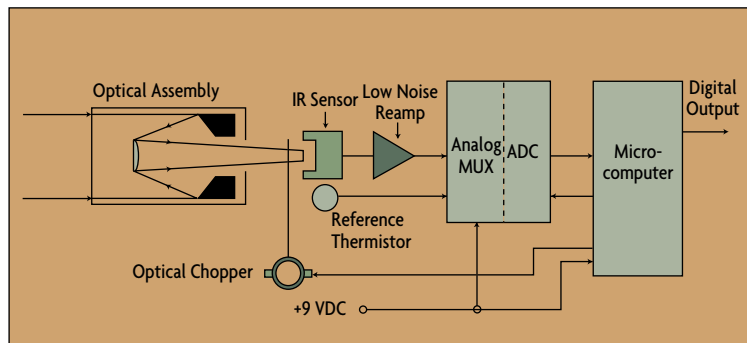 Optical Assembly
IR Sensor
Low Noise
Reamp
Analog
MUX
ADC
Micro-
computer
Digital
Output
Reference
Thermistor
Optical Chopper
+9 VDC